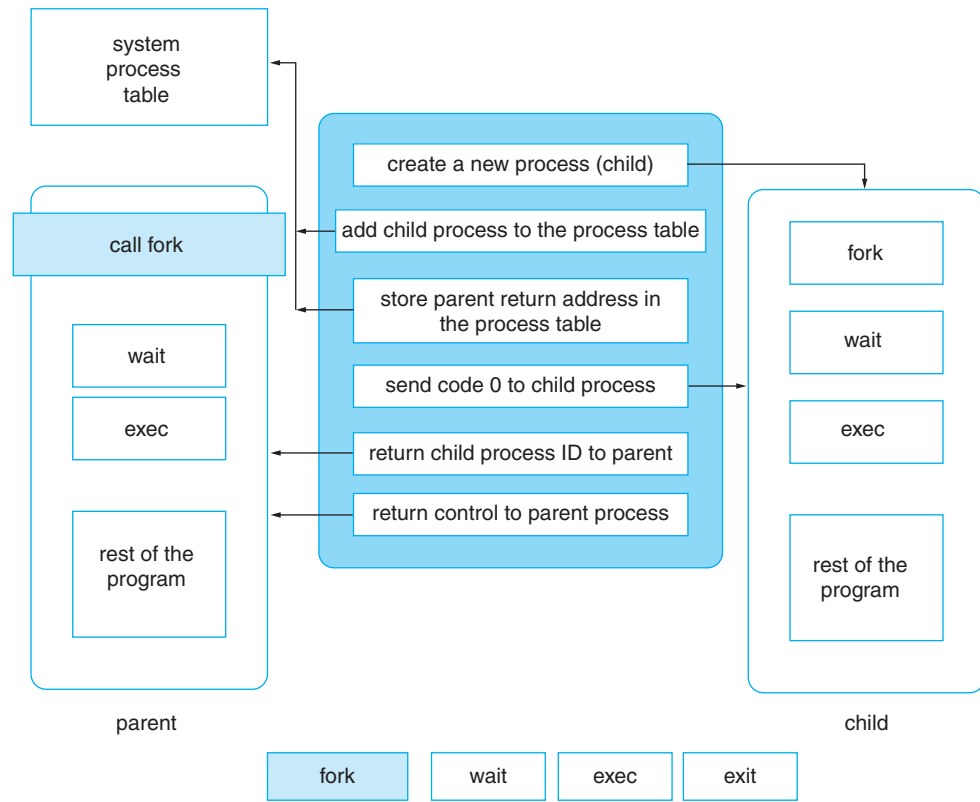 system
process
table
create a new process (child)
call fork
add child process to the process table
fork
store parent return address in
the process table
wait
wait
send code 0 to child process
exec
exec
return child process ID to parent
return control to parent process
rest of the
program
rest of the
program
parent
child
fork
wait
exec
exit